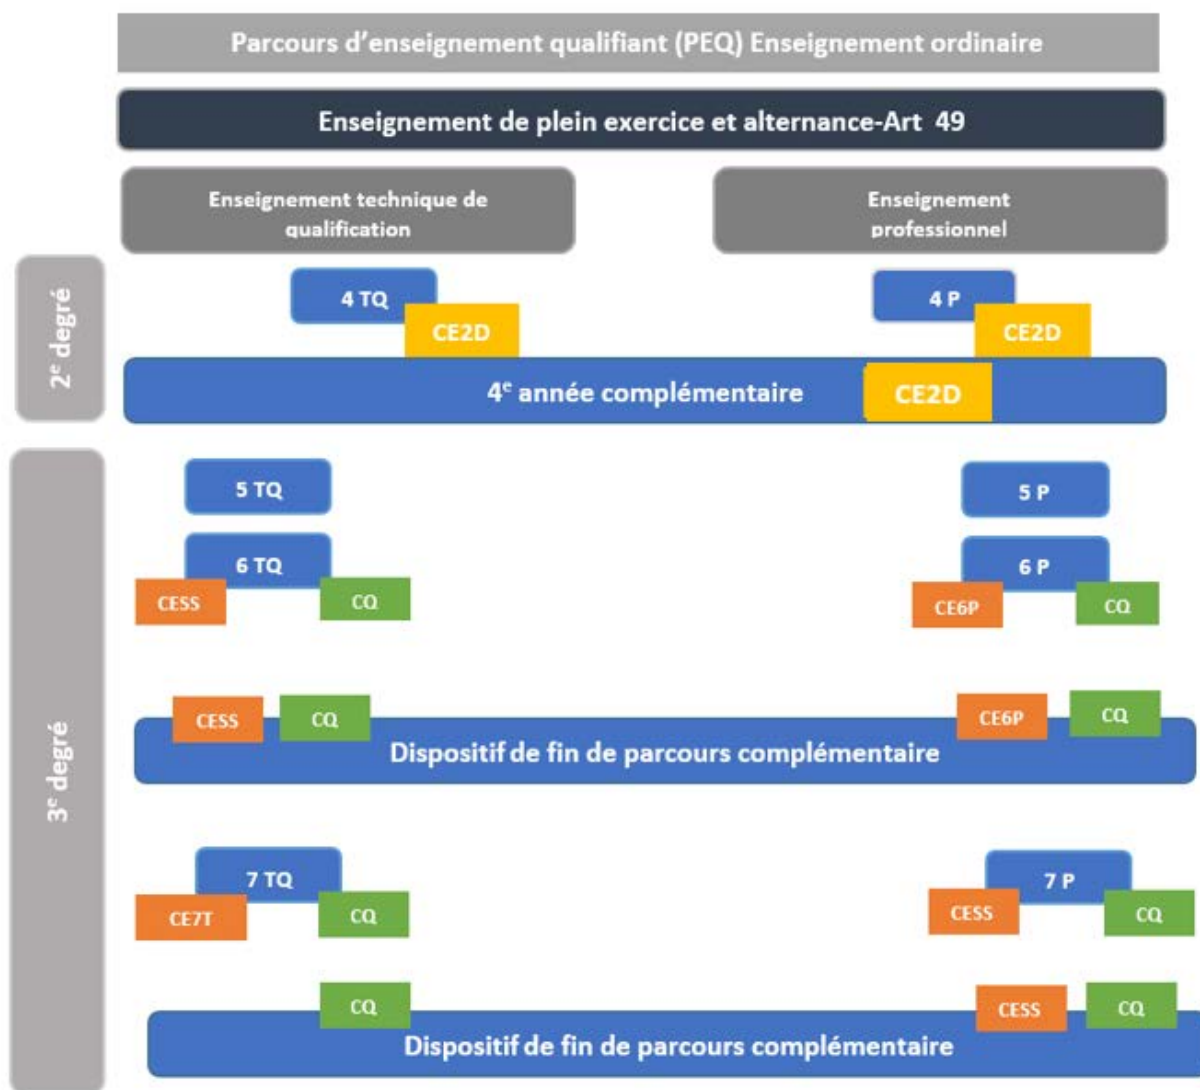 Parcours d'enseignement qualifiant (PEQ) Enseignement ordinaire
Enseignement de plein exercice et alternance-Art 49
Enseignement technique de
qualification
Enseignement
professionnel
2e degré
4 TQ
CE2D
4 P
CE2D
4e année complémentaire
CE2D
3e degré
5 TQ
5 P
6 TQ
CESS
CQ
6 P
CE6P
CQ
CESS
CQ
CE6P
CQ
Dispositif de fin de parcours complémentaire
7 TQ
CE7T
CQ
7 P
CESS
CQ
CQ
CESS
CQ
Dispositif de fin de parcours complémentaire